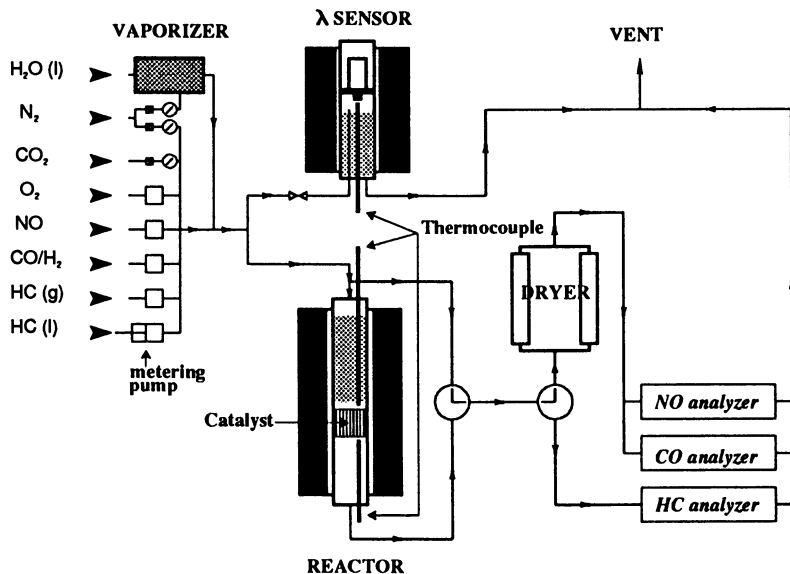 λ SENSOR
VAPORIZER
VENT
H₂O (l)
N₂
CO₂
O₂
NO
CO/H₂
HC (g)
HC (l)
metering
pump
Thermocouple
DRYER
Catalyst
NO analyzer
CO analyzer
HC analyzer
REACTOR